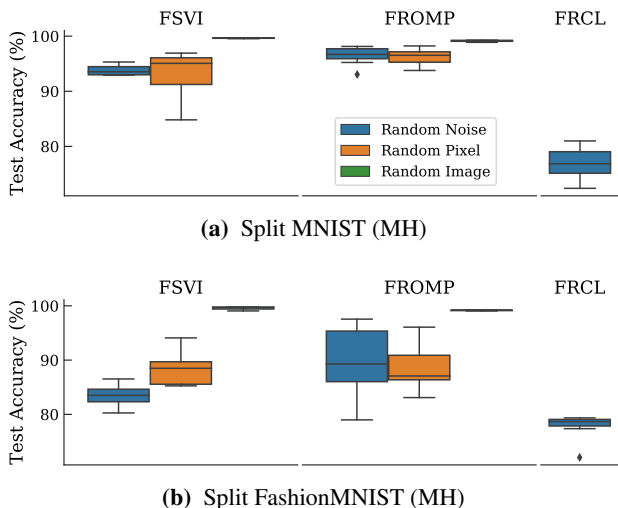 FSVI FROMP FRCL
Test Accuracy (%)
100
90
80
Random Noise
Random Pixel
Random Image
(a) Split MNIST (MH)
FSVI FROMP FRCL
Test Accuracy (%)
100
90
80
(b) Split FashionMNIST (MH)